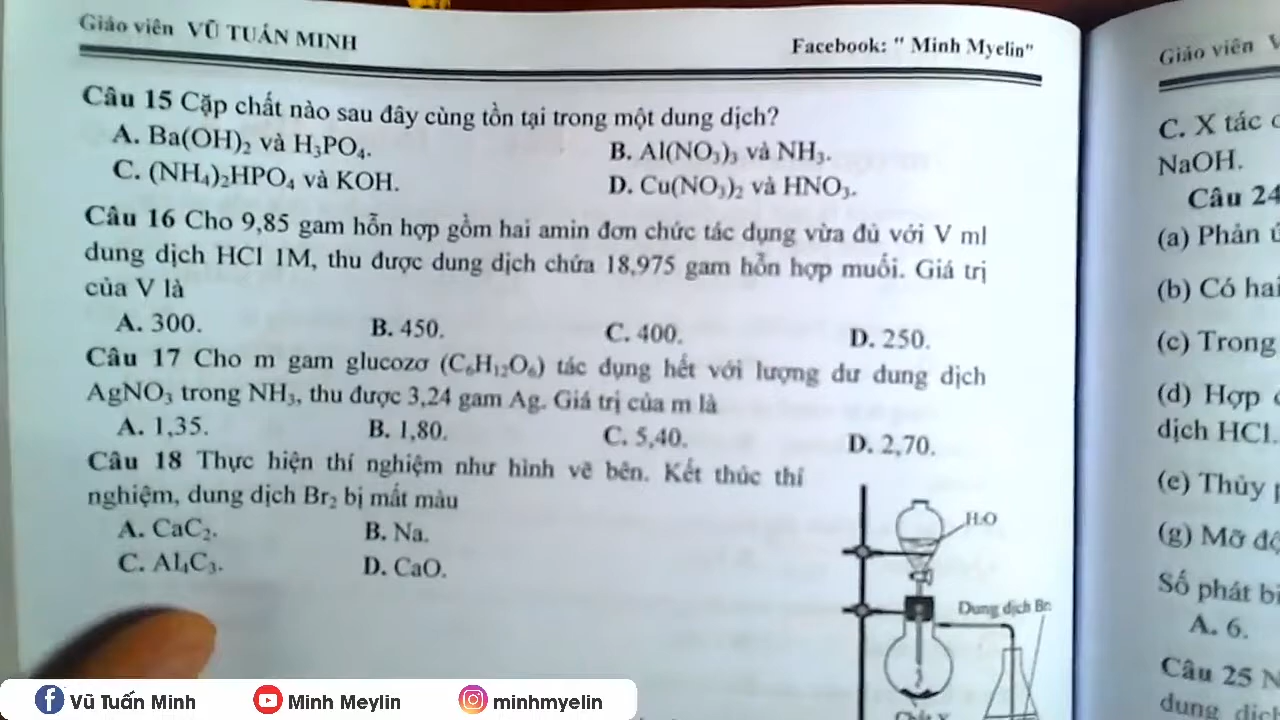 Giáo viên VŨ TUẤN MINH
Facebook: " Minh Myelin"
Câu 15 Cặp chất nào sau đây cùng tồn tại trong một dung dịch?
A. Ba(OH)₂ và H₃PO₄.
B. Al(NO₃)₃ và NH₃.
C. (NH₄)₂HPO₄ và KOH.
D. Cu(NO₃)₂ và HNO₃.
Câu 16 Cho 9,85 gam hỗn hợp gồm hai amin đơn chức tác dụng vừa đủ với V ml
dung dịch HCl 1M, thu được dung dịch chứa 18,975 gam hỗn hợp muối. Giá trị
của V là
A. 300.
B. 450.
C. 400.
D. 250.
Câu 17 Cho m gam glucozơ (C₆H₁₂O₆) tác dụng hết với lượng dư dung dịch
AgNO₃ trong NH₃, thu được 3,24 gam Ag. Giá trị của m là
A. 1,35.
B. 1,80.
C. 5,40.
D. 2,70.
Câu 18 Thực hiện thí nghiệm như hình vẽ bên. Kết thúc thí
nghiệm, dung dịch Br₂ bị mất màu
A. CaC₂.
B. Na.
C. Al₄C₃.
D. CaO.
H₂O
Dung dịch Br₂
Giáo viên
C. X tác
NaOH.
Câu 24
(a) Phản
(b) Có hai
(c) Trong
(d) Hợp
dịch HCl.
(e) Thủy
(g) Mỡ
Số phát
A. 6.
Câu 25
dung
Vũ Tuấn Minh
Minh Meylin
minhmyelin